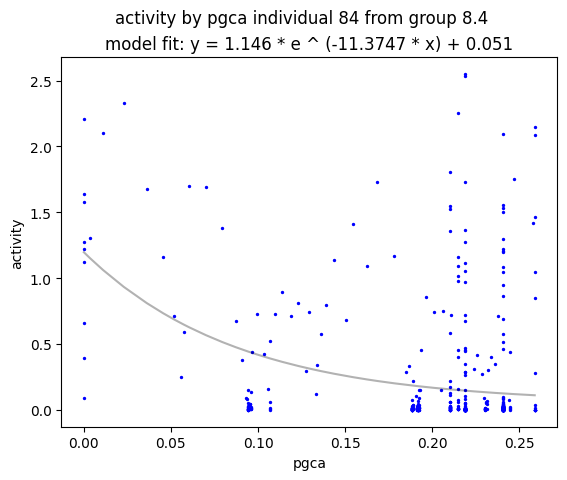 activity by pgca individual 84 from group 8.4
model fit: y = 1.146 * e ^ (-11.3747 * x) + 0.051
2.5
2.0
1.5
1.0
0.5
0.0
activity
0.00 0.05 0.10 0.15 0.20 0.25
pgca